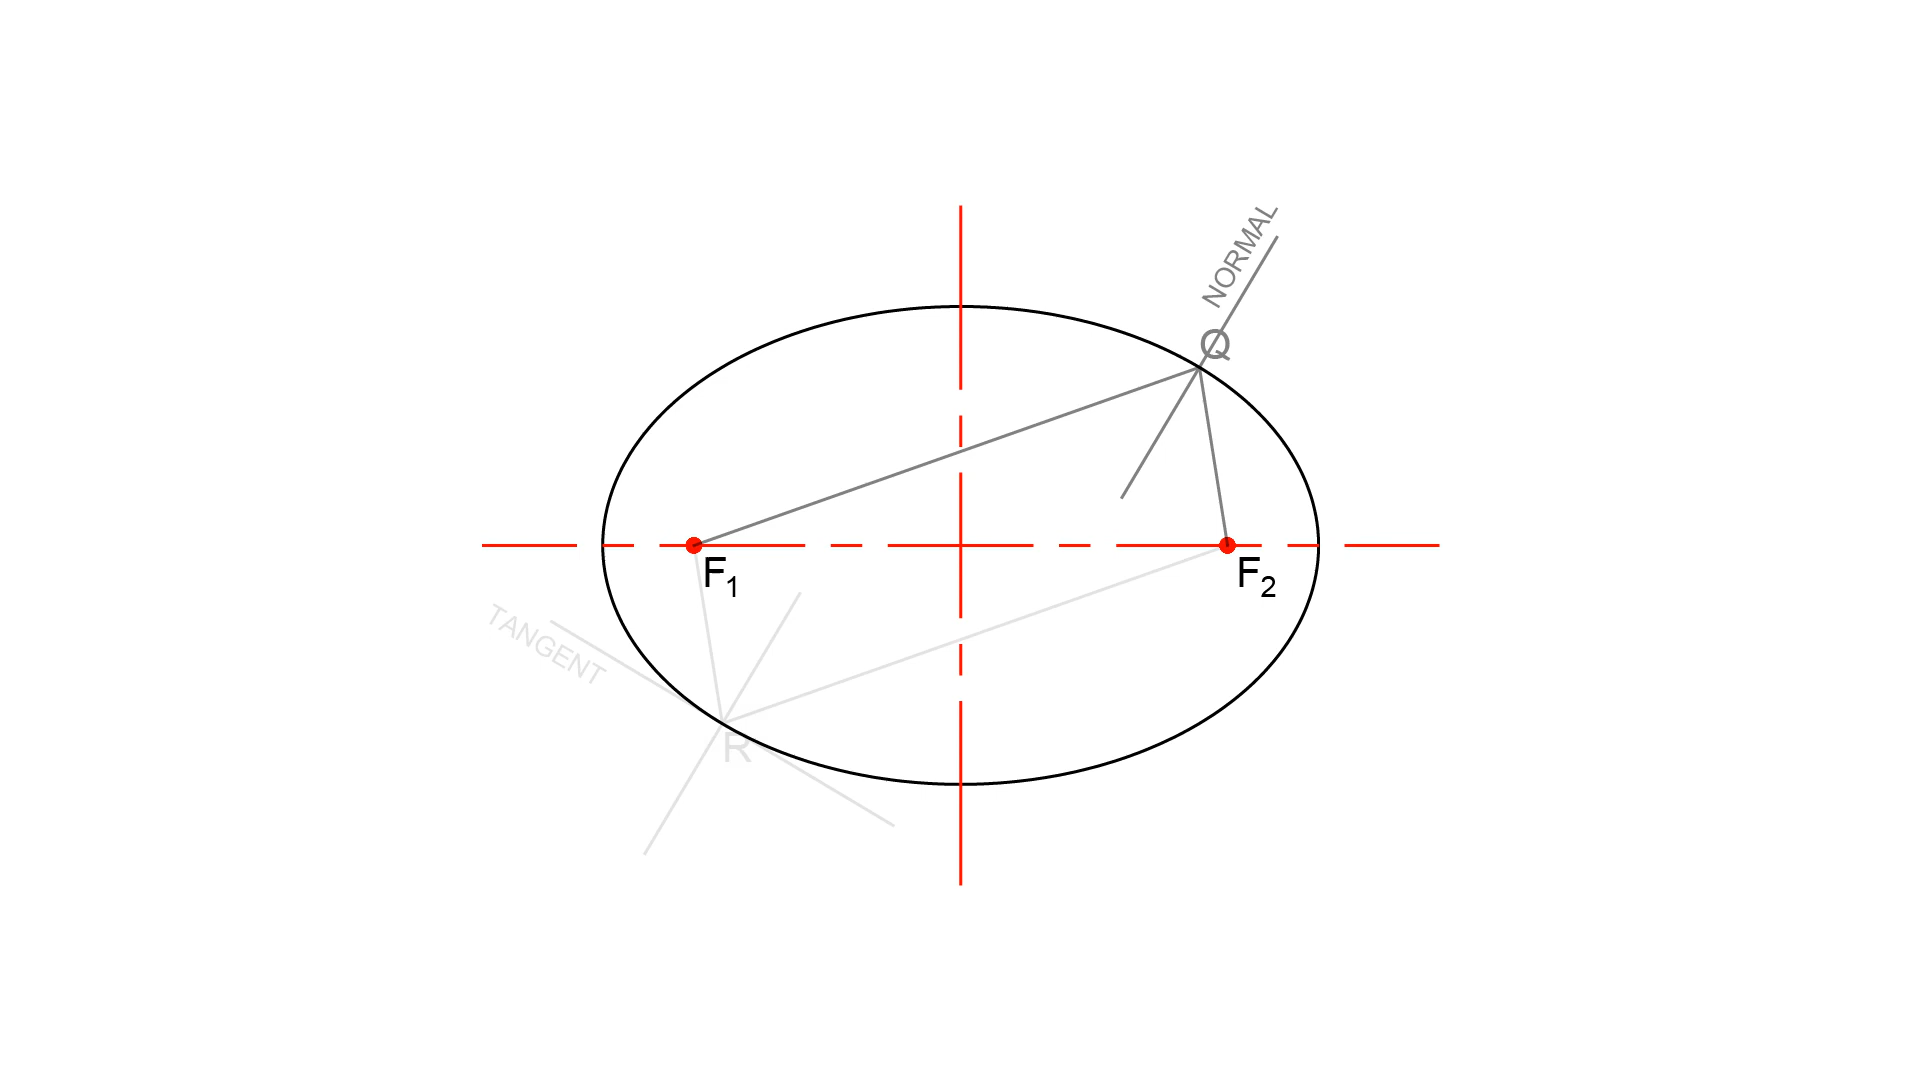 NORMAL
Q
F₁
F₂
TANGENT
R